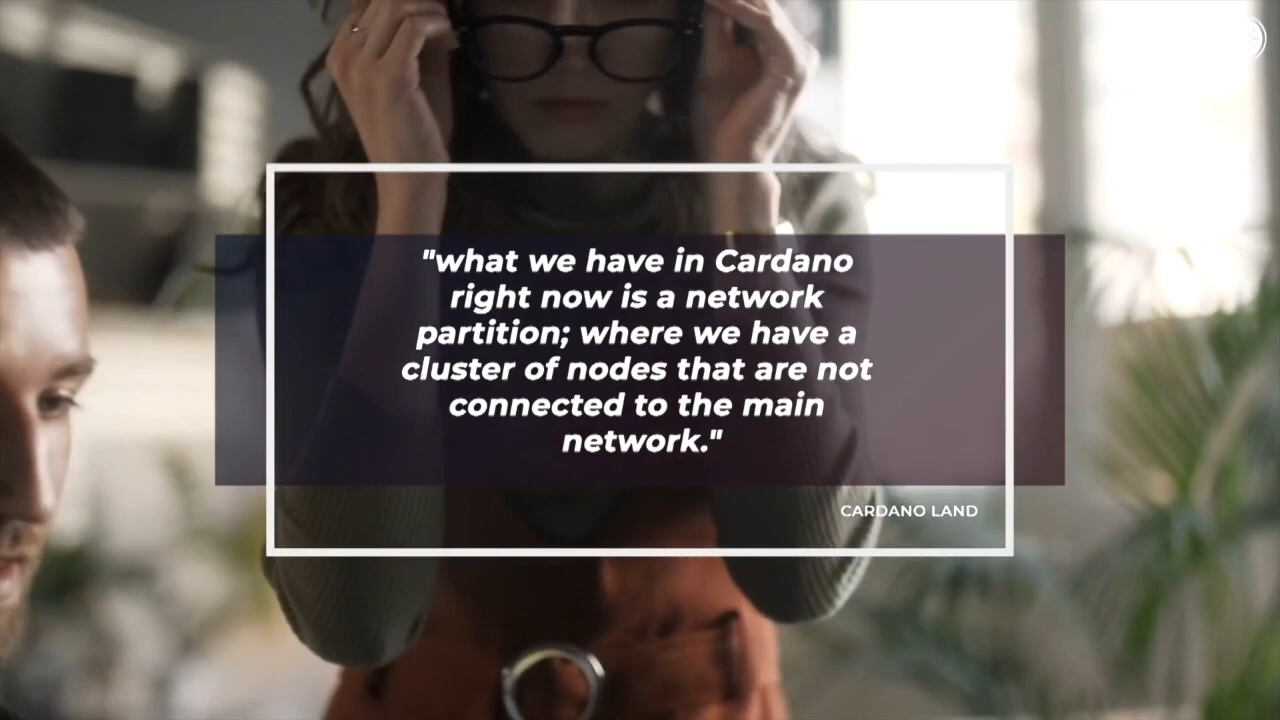 "what we have in Cardano
right now is a network
partition; where we have a
cluster of nodes that are not
connected to the main
network."
CARDANO LAND